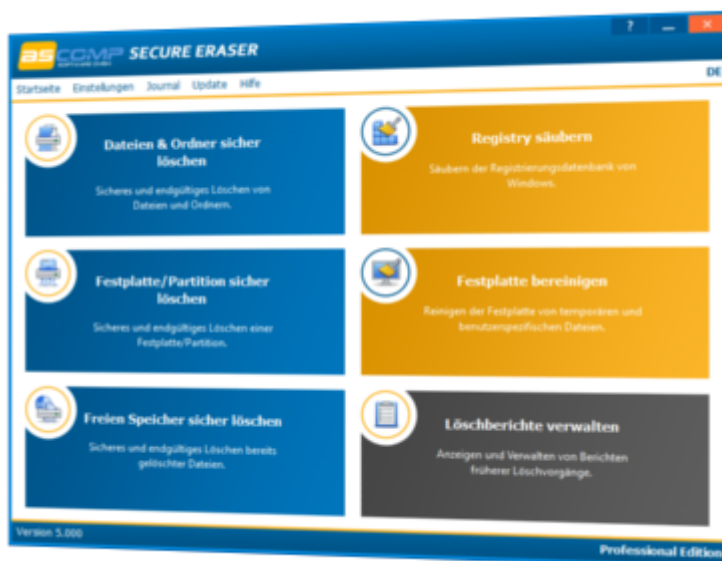 ?
ascomp SECURE ERASER
SOFTWARE GMBH
Startseite Einstellungen Journal Update Hilfe
DE
Dateien & Ordner sicher
löschen
Sicheres und endgültiges Löschen von
Dateien und Ordnern.
Registry säubern
Säubern der Registrierungsdatenbank von
Windows.
Festplatte/Partition sicher
löschen
Sicheres und endgültiges Löschen einer
Festplatte/Partition.
Festplatte bereinigen
Reinigen der Festplatte von temporären und
benutzerspezifischen Dateien.
Freien Speicher sicher löschen
Sicheres und endgültiges Löschen bereits
gelöschter Dateien.
Löschberichte verwalten
Anzeigen und Verwalten von Berichten
früherer Löschvorgänge.
Version 5.000
Professional Edition